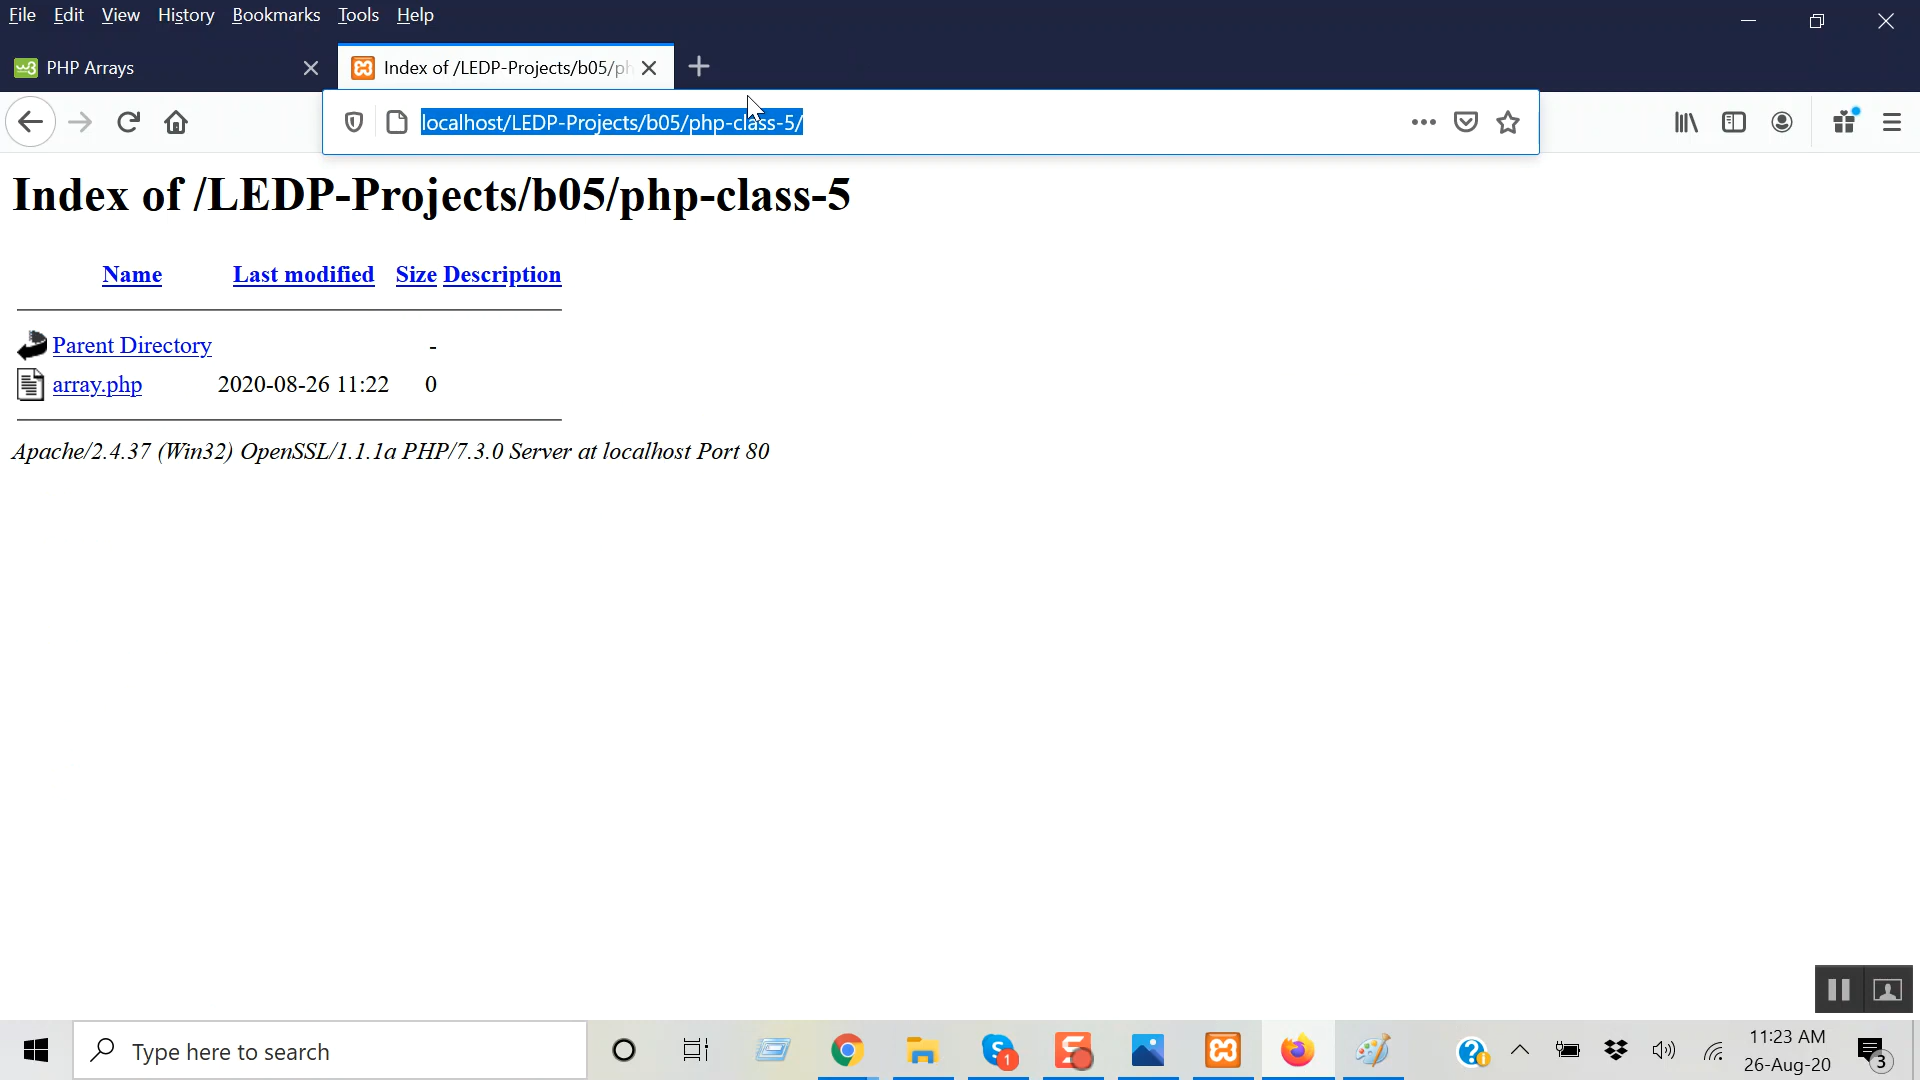 File Edit View History Bookmarks Tools Help
PHP Arrays
Index of /LEDP-Projects/b05/ph
localhost/LEDP-Projects/b05/php-class-5/
Index of /LEDP-Projects/b05/php-class-5
Name Last modified Size Description
Parent Directory -
array.php 2020-08-26 11:22 0
Apache/2.4.37 (Win32) OpenSSL/1.1.1a PHP/7.3.0 Server at localhost Port 80
Type here to search
1
11:23 AM
26-Aug-20
3